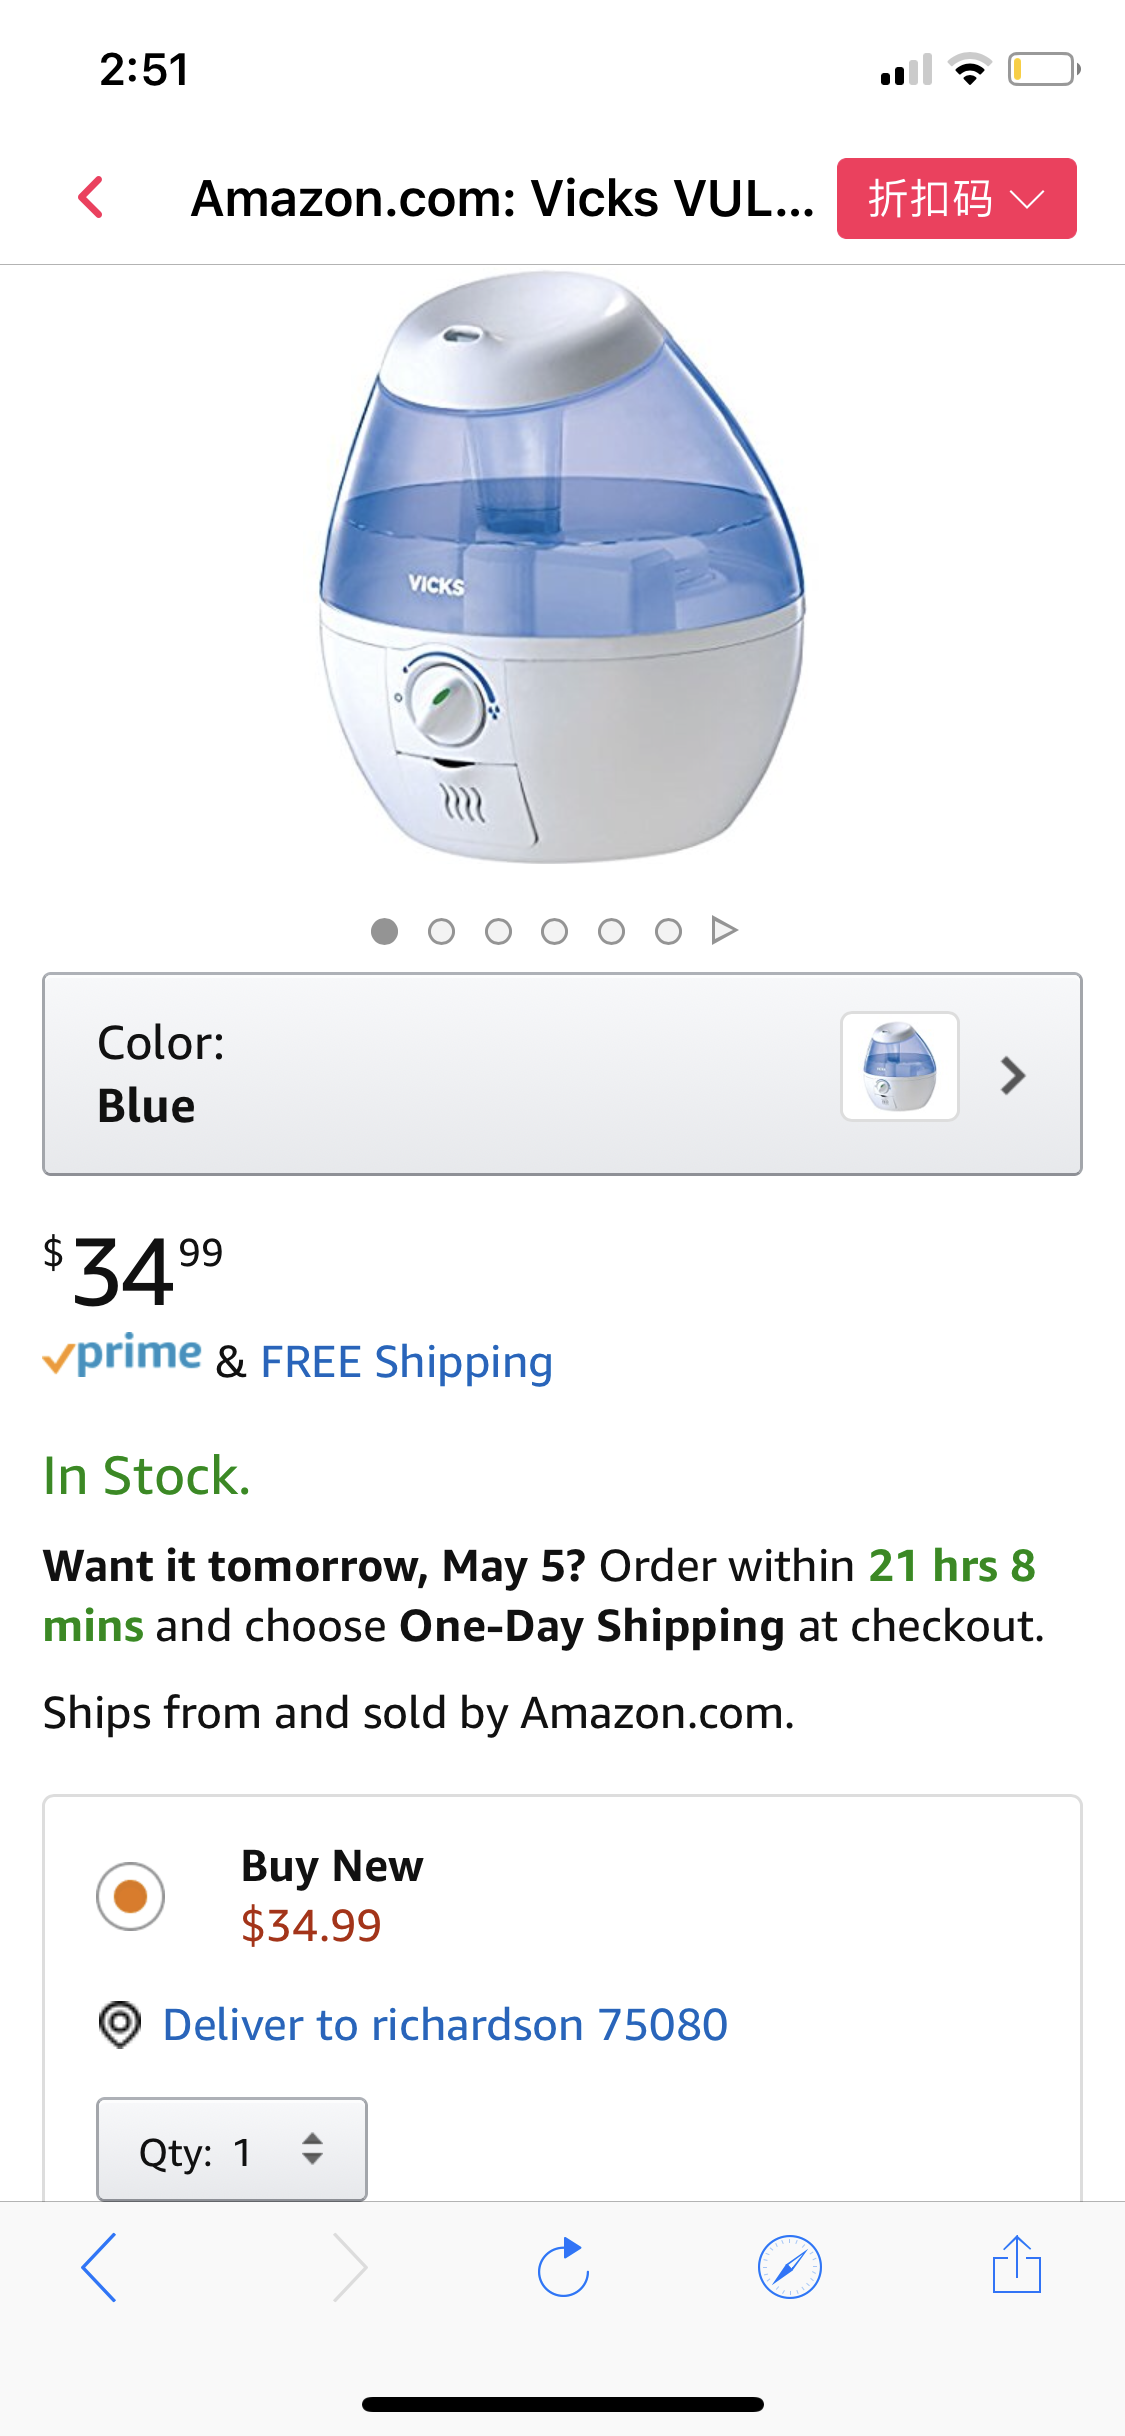 2:51
Amazon.com: Vicks VUL...
折扣码
VICKS
Color:
Blue
$34 99
prime & FREE Shipping
In Stock.
Want it tomorrow, May 5? Order within 21 hrs 8
mins and choose One-Day Shipping at checkout.
Ships from and sold by Amazon.com.
Buy New
$34.99
Deliver to richardson 75080
Qty: 1